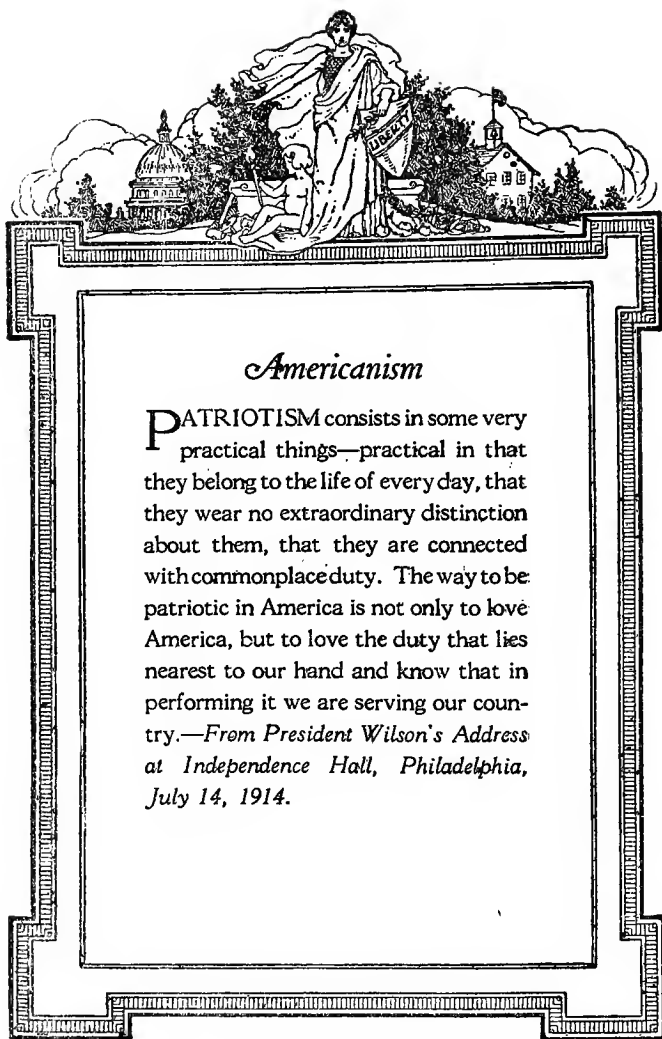 LIBERTY
Americanism
PATRIOTISM consists in some very
practical things—practical in that
they belong to the life of every day, that
they wear no extraordinary distinction
about them, that they are connected
with commonplace duty. The way to be
patriotic in America is not only to love
America, but to love the duty that lies
nearest to our hand and know that in
performing it we are serving our coun-
try.—From President Wilson's Address
at Independence Hall, Philadelphia,
July 14, 1914.